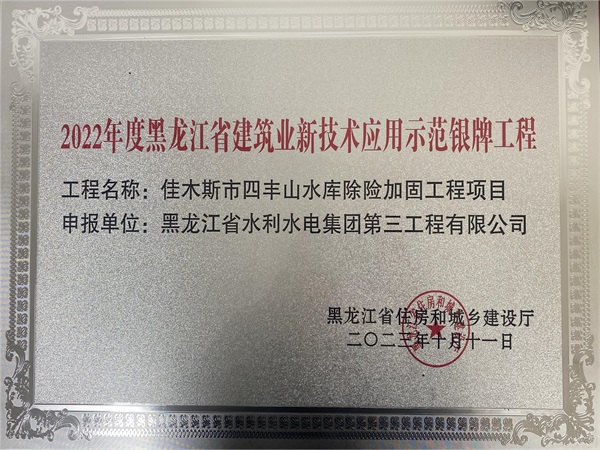 2022年度黑龙江省建筑业新技术应用示范银牌工程
工程名称：佳木斯市四丰山水库除险加固工程项目
申报单位：黑龙江省水利水电集团第三工程有限公司
黑龙江省住房和城乡建设厅
二〇二三年十月十一日